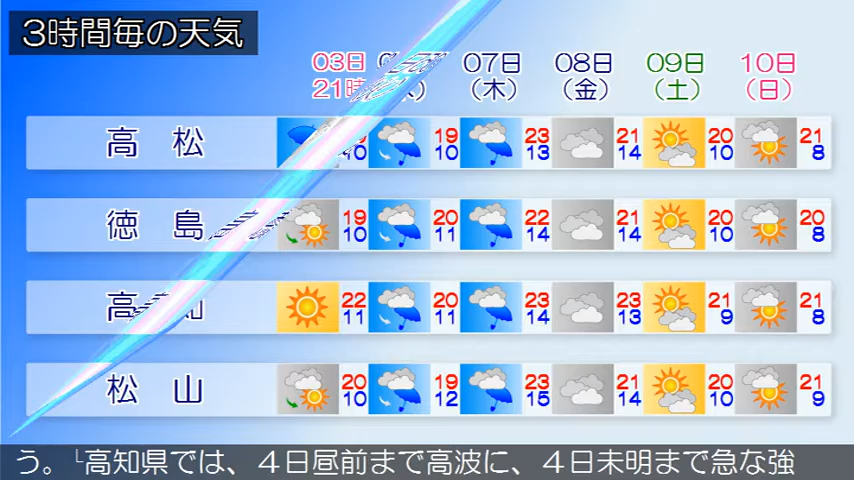 3時間毎の天気
03日 07日 08日 09日 10日
21時 (木) (金) (土) (日)
高松 10 19 10 23 13 21 14 20 10 21 8
徳島 19 10 20 11 22 14 21 14 20 10 20 8
高知 22 11 20 11 23 14 23 13 21 9 21 8
松山 20 10 19 12 23 15 21 14 20 10 21 9
う。└高知県では、４日昼前まで高波に、４日未明まで急な強